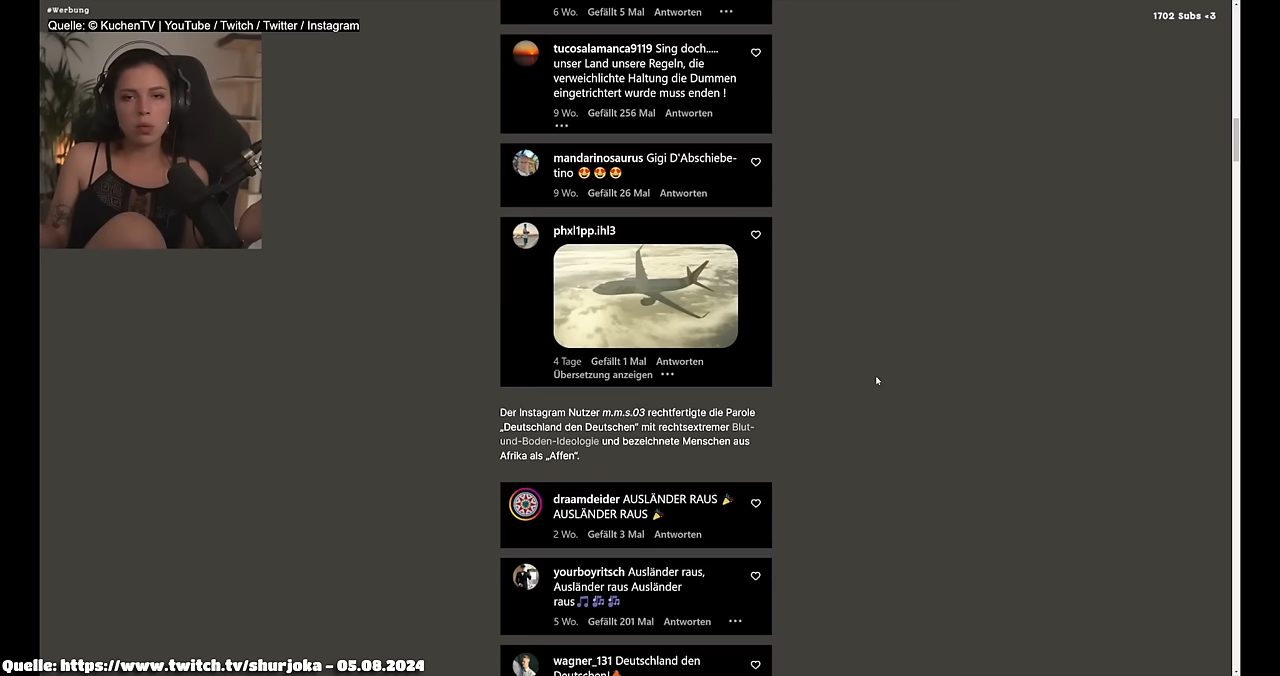 #Werbung
Quelle: © KuchenTV | YouTube / Twitch / Twitter / Instagram
1702 Subs <3
6 Wo. Gefällt 5 Mal Antworten
tucosalamanca9119 Sing doch.....
unser Land unsere Regeln, die
verweichlichte Haltung die Dummen
eingetrichtert wurde muss enden !
9 Wo. Gefällt 256 Mal Antworten
mandarinosaurus Gigi D'Abschiebe-
tino 😍 😍 😍
9 Wo. Gefällt 26 Mal Antworten
phxl1pp.ihl3
4 Tage Gefällt 1 Mal Antworten
Übersetzung anzeigen
Der Instagram Nutzer m.m.s.03 rechtfertigte die Parole
„Deutschland den Deutschen“ mit rechtsextremer Blut-
und-Boden-Ideologie und bezeichnete Menschen aus
Afrika als „Affen“.
draamdeider AUSLÄNDER RAUS 🎉
AUSLÄNDER RAUS 🎉
2 Wo. Gefällt 3 Mal Antworten
yourboyritsch Ausländer raus,
Ausländer raus Ausländer
raus🎵 🎶 🎶
5 Wo. Gefällt 201 Mal Antworten
wagner_131 Deutschland den
Deutschen!
Quelle: https://www.twitch.tv/shurjoka - 05.08.2024